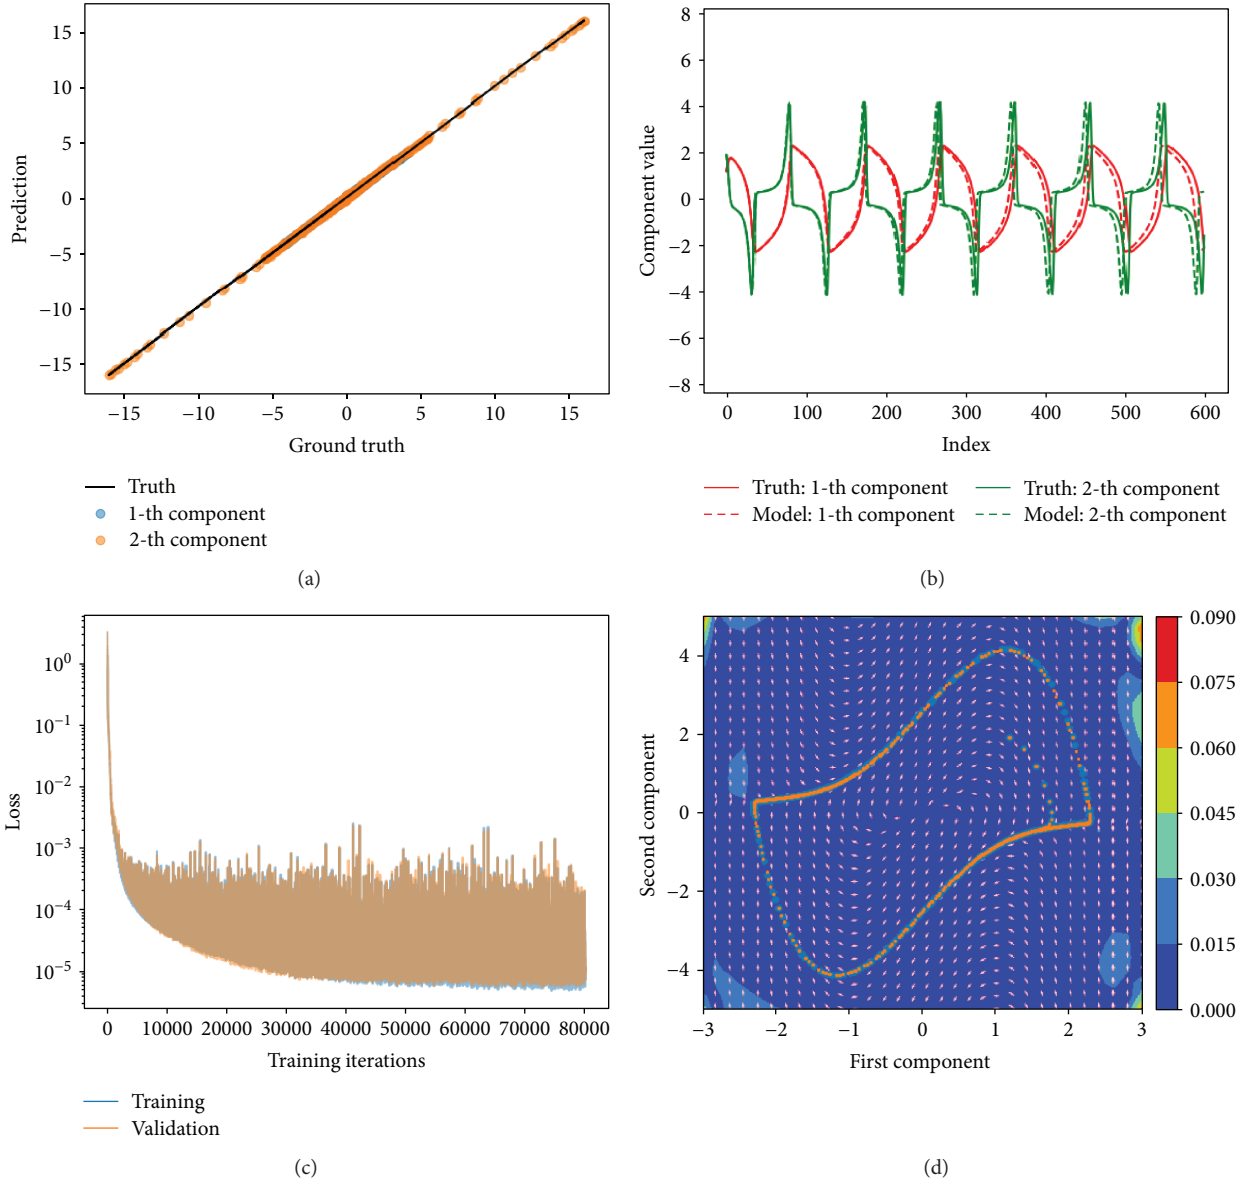 15
10
5
0
−5
−10
−15
Prediction
−15 −10 −5 0 5 10 15
Ground truth
Truth
1-th component
2-th component
(a)
8
6
4
2
0
−2
−4
−6
−8
Component value
0 100 200 300 400 500 600
Index
Truth: 1-th component Truth: 2-th component
Model: 1-th component Model: 2-th component
(b)
10⁰
10⁻¹
10⁻²
10⁻³
10⁻⁴
10⁻⁵
Loss
0 10000 20000 30000 40000 50000 60000 70000 80000
Training iterations
Training
Validation
(c)
4
2
0
−2
−4
Second component
−3 −2 −1 0 1 2 3
First component
0.090
0.075
0.060
0.045
0.030
0.015
0.000
(d)